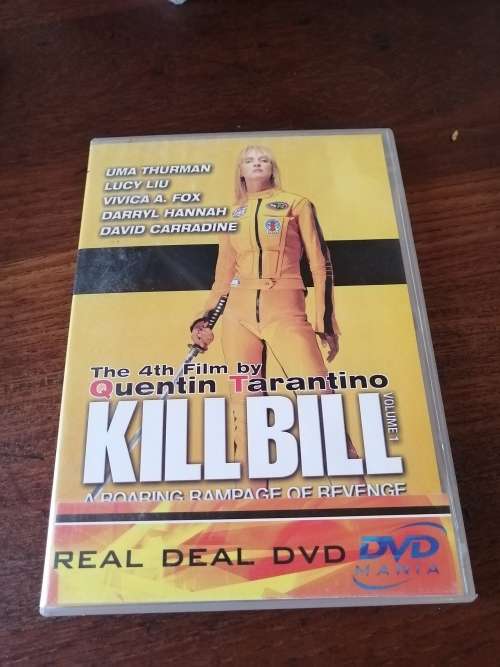 UMA THURMAN
LUCY LIU
VIVICA A. FOX
DARRYL HANNAH
DAVID CARRADINE
The 4th Film by
Quentin Tarantino
KILL BILL
VOLUME 1
A ROARING RAMPAGE OF REVENGE
REAL DEAL DVD
DVD
MANIA